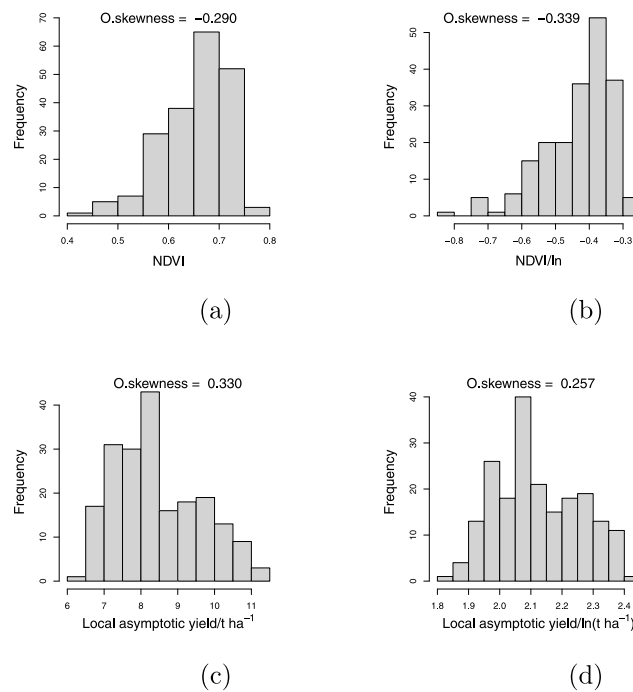 O.skewness = −0.290
Frequency
0 10 20 30 40 50 60 70
0.4 0.5 0.6 0.7 0.8
NDVI
(a)
O.skewness = −0.339
Frequency
0 10 20 30 40 50
−0.8 −0.7 −0.6 −0.5 −0.4 −0.3
NDVI/ln
(b)
O.skewness = 0.330
Frequency
0 10 20 30 40
6 7 8 9 10 11
Local asymptotic yield/t ha⁻¹
(c)
O.skewness = 0.257
Frequency
0 10 20 30 40
1.8 1.9 2.0 2.1 2.2 2.3 2.4
Local asymptotic yield/ln(t ha⁻¹)
(d)